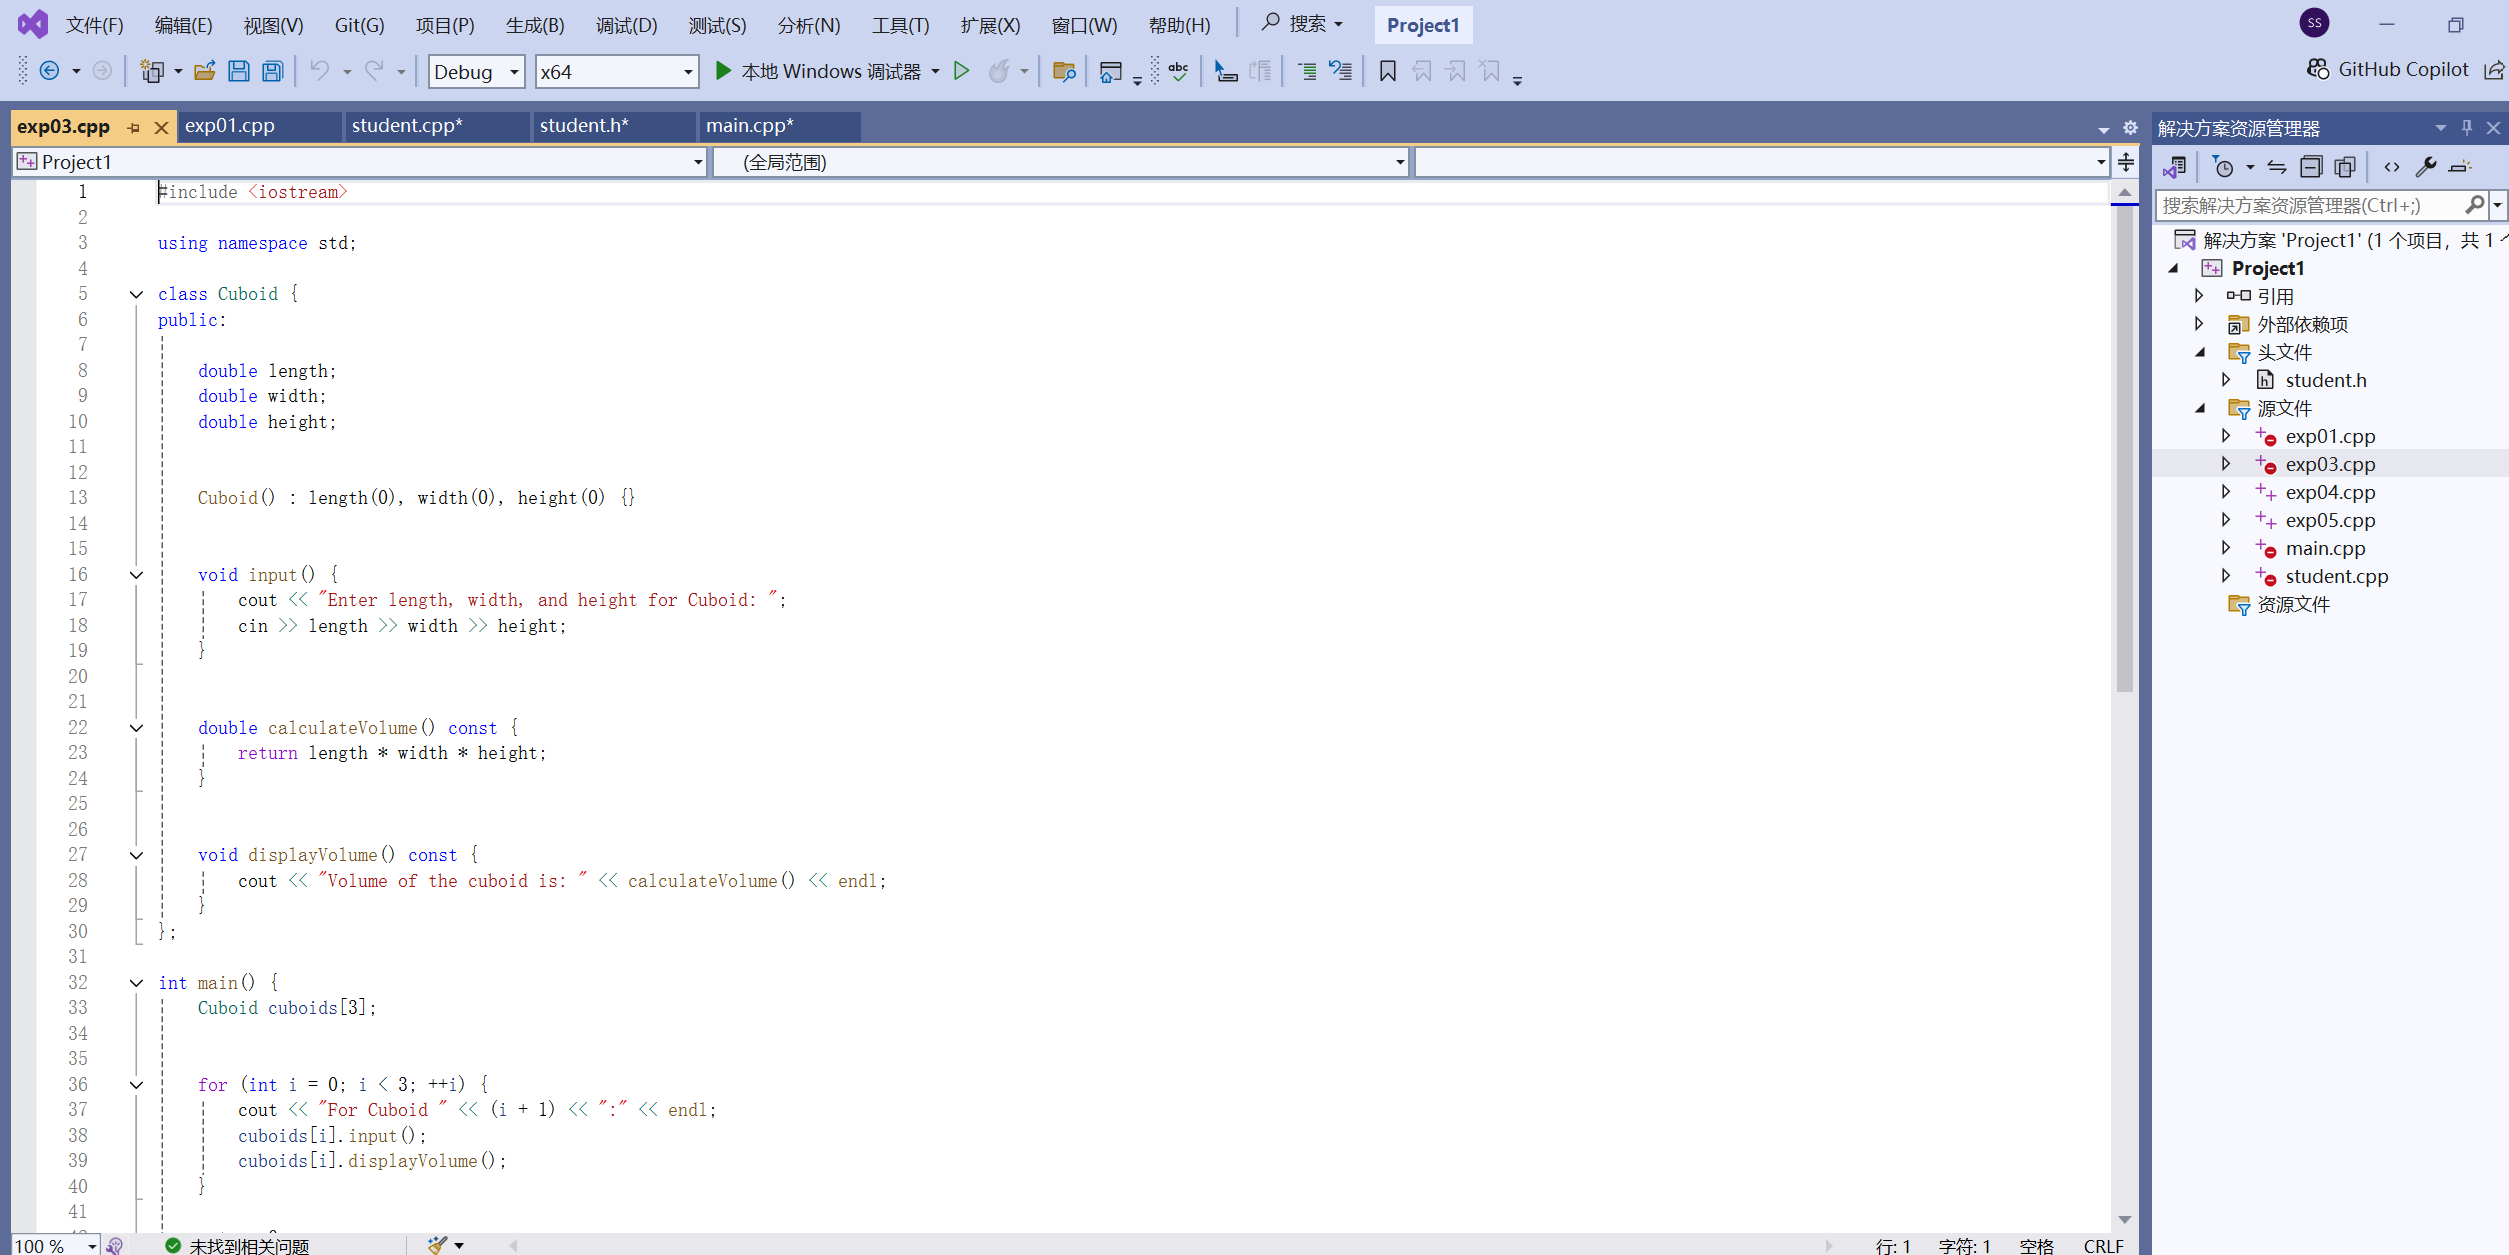 文件(F) 编辑(E) 视图(V) Git(G) 项目(P) 生成(B) 调试(D) 测试(S) 分析(N) 工具(T) 扩展(X) 窗口(W) 帮助(H) 搜索 Project1 SS
Debug x64 本地 Windows 调试器 abc GitHub Copilot
exp03.cpp exp01.cpp student.cpp* student.h* main.cpp*
Project1 (全局范围)
1 #include <iostream>
2
3 using namespace std;
4
5 class Cuboid {
6 public:
7
8 double length;
9 double width;
10 double height;
11
12
13 Cuboid() : length(0), width(0), height(0) {}
14
15
16 void input() {
17 cout << "Enter length, width, and height for Cuboid: ";
18 cin >> length >> width >> height;
19 }
20
21
22 double calculateVolume() const {
23 return length * width * height;
24 }
25
26
27 void displayVolume() const {
28 cout << "Volume of the cuboid is: " << calculateVolume() << endl;
29 }
30 };
31
32 int main() {
33 Cuboid cuboids[3];
34
35
36 for (int i = 0; i < 3; ++i) {
37 cout << "For Cuboid " << (i + 1) << ":" << endl;
38 cuboids[i].input();
39 cuboids[i].displayVolume();
40 }
41
100 % 未找到相关问题 行: 1 字符: 1 空格 CRLF
解决方案资源管理器
搜索解决方案资源管理器(Ctrl+;)
解决方案 'Project1' (1 个项目，共 1
Project1
引用
外部依赖项
头文件
student.h
源文件
exp01.cpp
exp03.cpp
exp04.cpp
exp05.cpp
main.cpp
student.cpp
资源文件